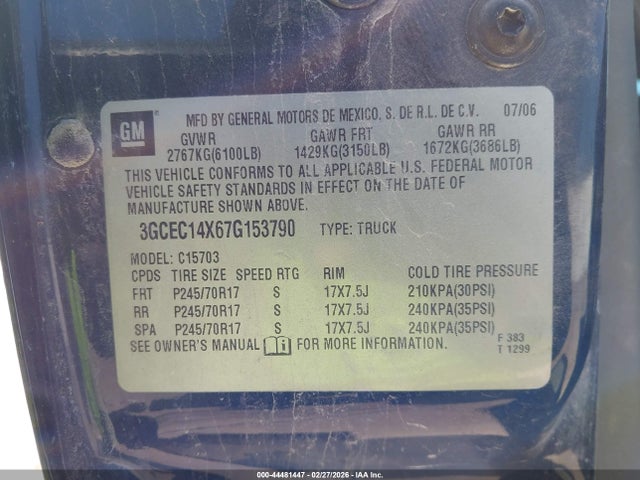 GM
MFD BY GENERAL MOTORS DE MEXICO, S. DE R.L. DE C.V. 07/06
GVWR GAWR FRT GAWR RR
2767KG(6100LB) 1429KG(3150LB) 1672KG(3686LB)
THIS VEHICLE CONFORMS TO ALL APPLICABLE U.S. FEDERAL MOTOR
VEHICLE SAFETY STANDARDS IN EFFECT ON THE DATE OF
MANUFACTURE SHOWN ABOVE.
3GCEC14X67G153790 TYPE: TRUCK
MODEL: C15703
CPDS TIRE SIZE SPEED RTG RIM COLD TIRE PRESSURE
FRT P245/70R17 S 17X7.5J 210KPA(30PSI)
RR P245/70R17 S 17X7.5J 240KPA(35PSI)
SPA P245/70R17 S 17X7.5J 240KPA(35PSI)
SEE OWNER'S MANUAL FOR MORE INFORMATION.
F 383
T 1299
000-44481447 - 02/27/2026 - IAA Inc.